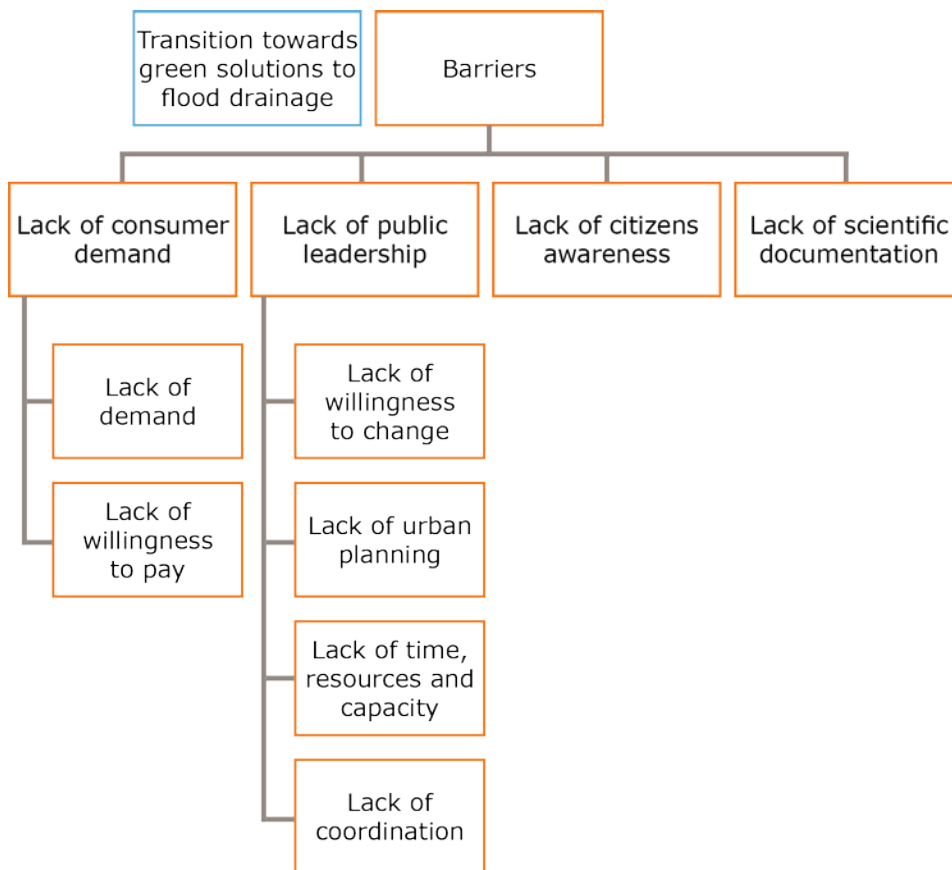 Transition towards
green solutions to
flood drainage
Barriers
Lack of consumer
demand
Lack of public
leadership
Lack of citizens
awareness
Lack of scientific
documentation
Lack of
demand
Lack of
willingness
to pay
Lack of
willingness
to change
Lack of urban
planning
Lack of time,
resources and
capacity
Lack of
coordination